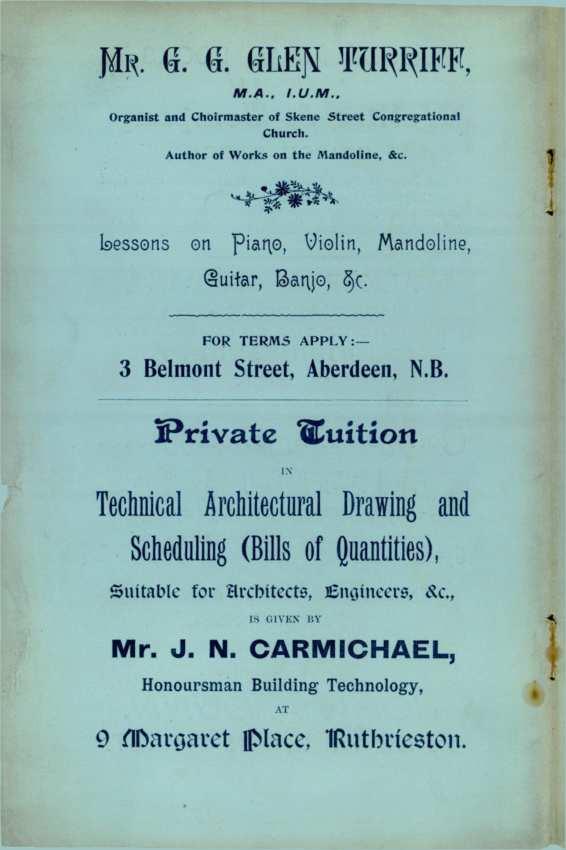 Mr. G. G. GLEN TURRIFF,
M.A., I.U.M.,
Organist and Choirmaster of Skene Street Congregational
Church.
Author of Works on the Mandoline, &c.
Lessons on Piano, Violin, Mandoline,
Guitar, Banjo, &c.
FOR TERMS APPLY:—
3 Belmont Street, Aberdeen, N.B.
Private Tuition
IN
Technical Architectural Drawing and
Scheduling (Bills of Quantities),
Suitable for Architects, Engineers, &c.,
IS GIVEN BY
Mr. J. N. CARMICHAEL,
Honoursman Building Technology,
AT
9 Margaret Place, Ruthrieston.